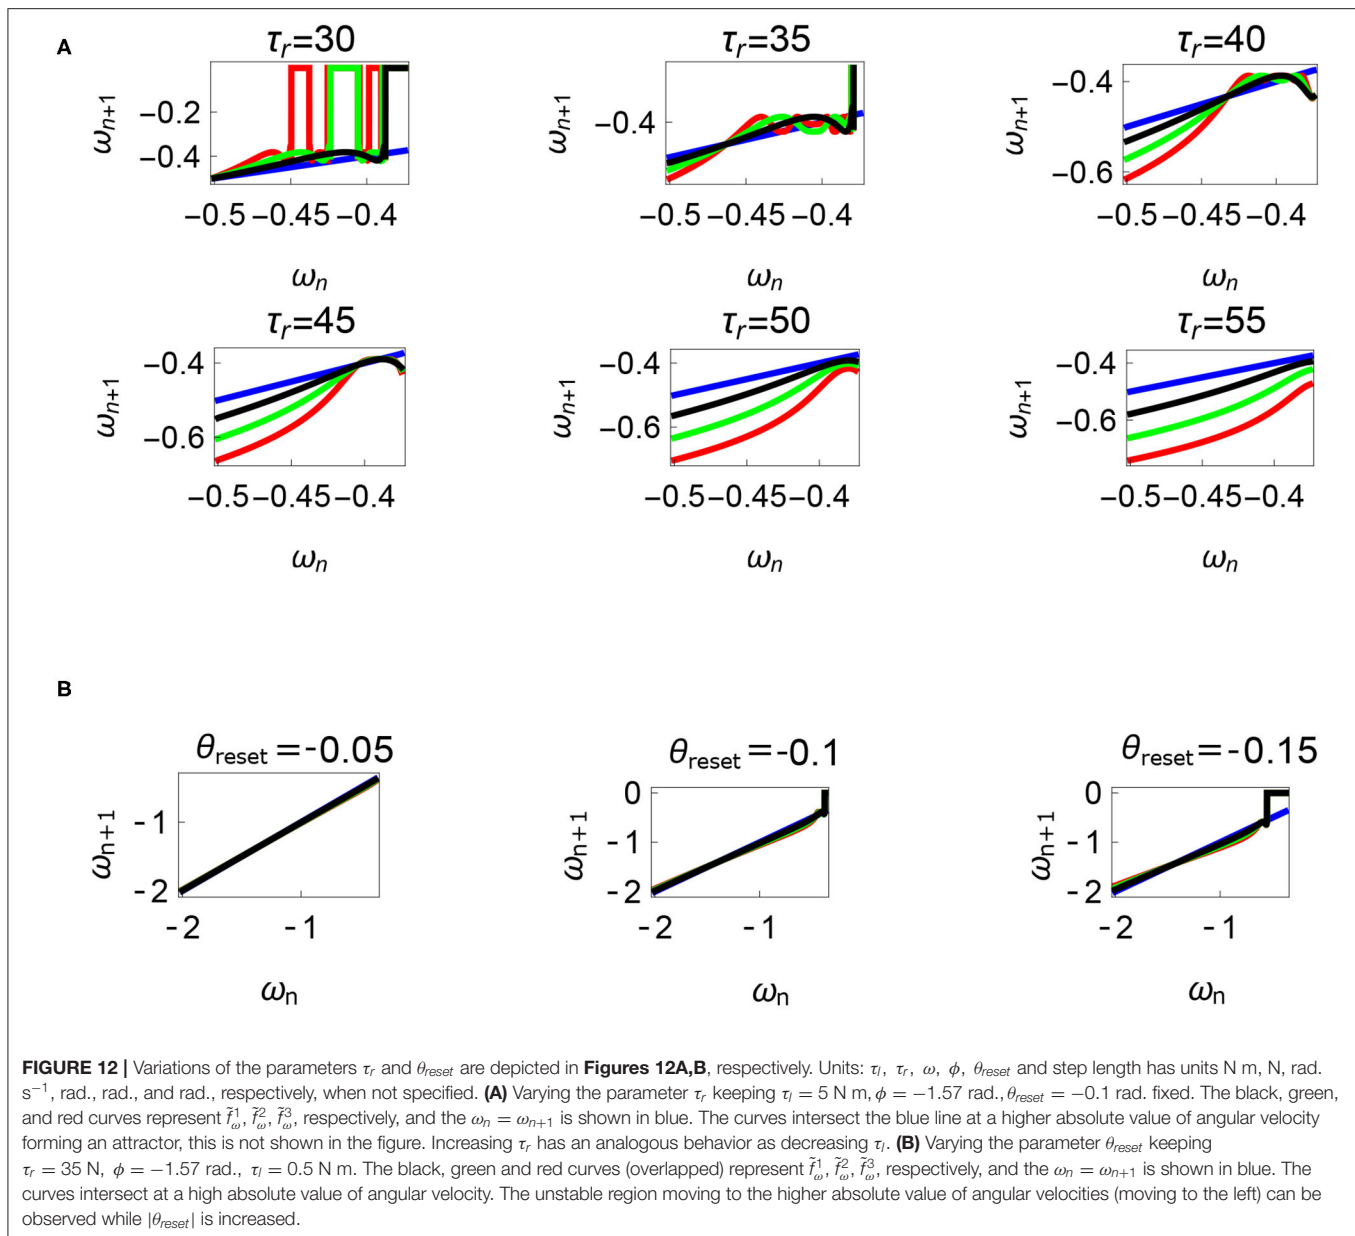 A
τr=30 τr=35 τr=40
ωn+1 −0.2 −0.4
−0.5 −0.45 −0.4
ωn
ωn+1 −0.4
−0.5 −0.45 −0.4
ωn
ωn+1 −0.4 −0.6
−0.5 −0.45 −0.4
ωn
τr=45 τr=50 τr=55
ωn+1 −0.4 −0.6
−0.5 −0.45 −0.4
ωn
ωn+1 −0.4 −0.6
−0.5 −0.45 −0.4
ωn
ωn+1 −0.4 −0.6
−0.5 −0.45 −0.4
ωn
B
θreset =-0.05 θreset =-0.1 θreset =-0.15
ωn+1 -1 -2
-2 -1
ωn
ωn+1 0 -1 -2
-2 -1
ωn
ωn+1 0 -1 -2
-2 -1
ωn
FIGURE 12 | Variations of the parameters τr and θreset are depicted in Figures 12A,B, respectively. Units: τl, τr, ω, ϕ, θreset and step length has units N m, N, rad.
s−1, rad., rad., and rad., respectively, when not specified. (A) Varying the parameter τr keeping τl = 5 N m, ϕ = −1.57 rad., θreset = −0.1 rad. fixed. The black, green,
and red curves represent f̃ω1, f̃ω2, f̃ω3, respectively, and the ωn = ωn+1 is shown in blue. The curves intersect the blue line at a higher absolute value of angular velocity
forming an attractor, this is not shown in the figure. Increasing τr has an analogous behavior as decreasing τl. (B) Varying the parameter θreset keeping
τr = 35 N, ϕ = −1.57 rad., τl = 0.5 N m. The black, green and red curves (overlapped) represent f̃ω1, f̃ω2, f̃ω3, respectively, and the ωn = ωn+1 is shown in blue. The
curves intersect at a high absolute value of angular velocity. The unstable region moving to the higher absolute value of angular velocities (moving to the left) can be
observed while |θreset| is increased.